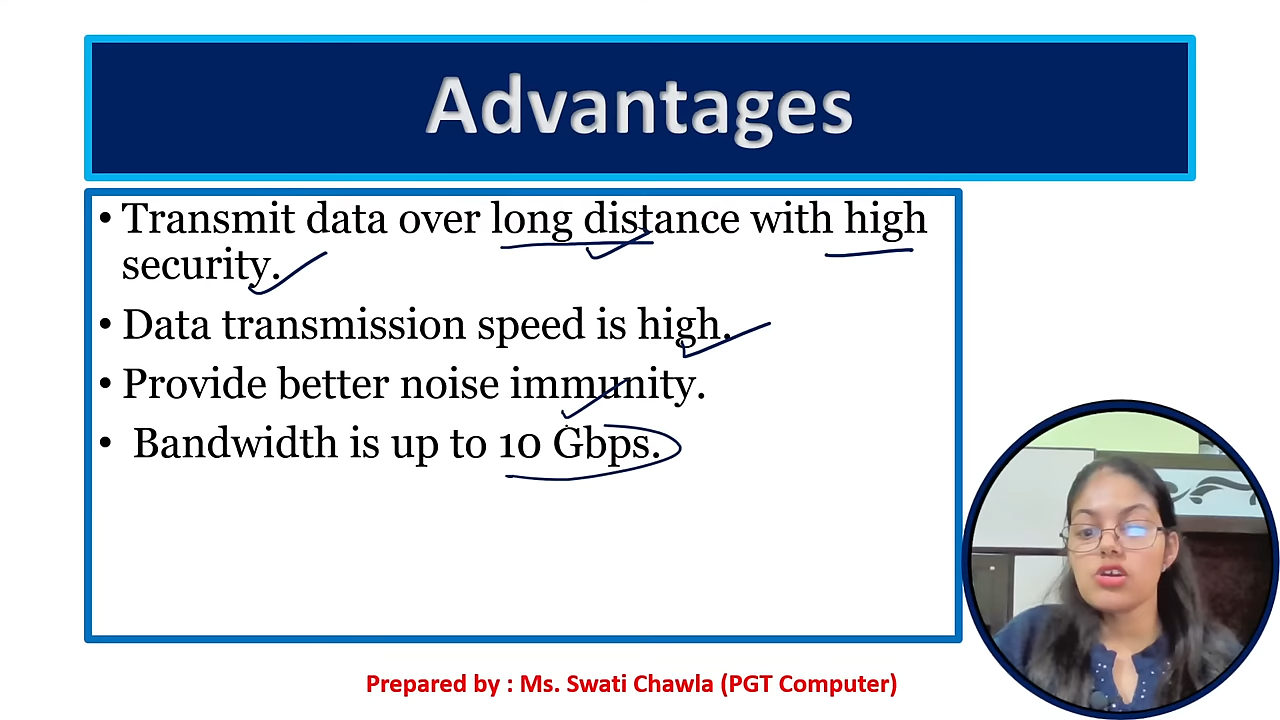 Advantages
• Transmit data over long distance with high
security.
• Data transmission speed is high.
• Provide better noise immunity.
• Bandwidth is up to 10 Gbps.
Prepared by : Ms. Swati Chawla (PGT Computer)